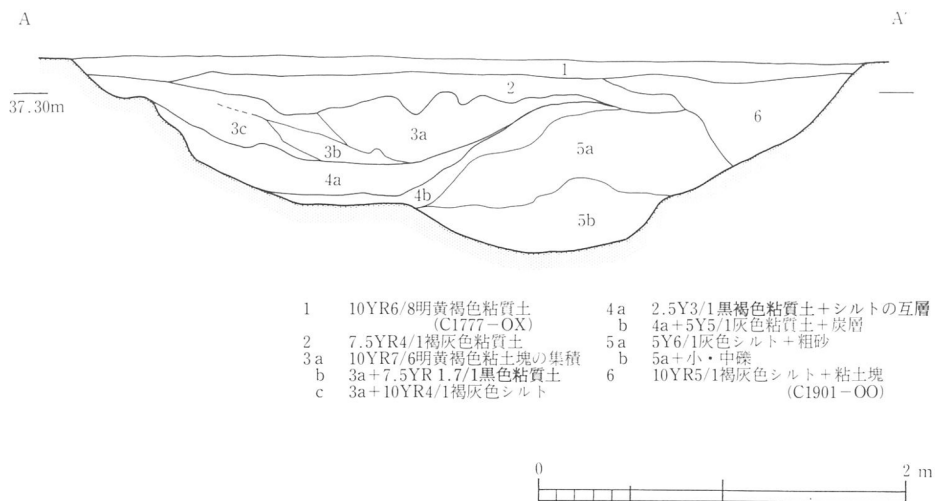 A A'
37.30m
1
2
3a
3b
3c
4a
4b
5a
5b
6
1 10YR6/8明黄褐色粘質土
(C1777-OX)
2 7.5YR4/1褐灰色粘質土
3a 10YR7/6明黄褐色粘土塊の集積
b 3a+7.5YR 1.7/1黒色粘質土
c 3a+10YR4/1褐灰色シルト
4a 2.5Y3/1黒褐色粘質土+シルトの互層
b 4a+5Y5/1灰色粘質土+炭層
5a 5Y6/1灰色シルト+粗砂
b 5a+小・中礫
6 10YR5/1褐灰色シルト+粘土塊
(C1901-OO)
0 2 m